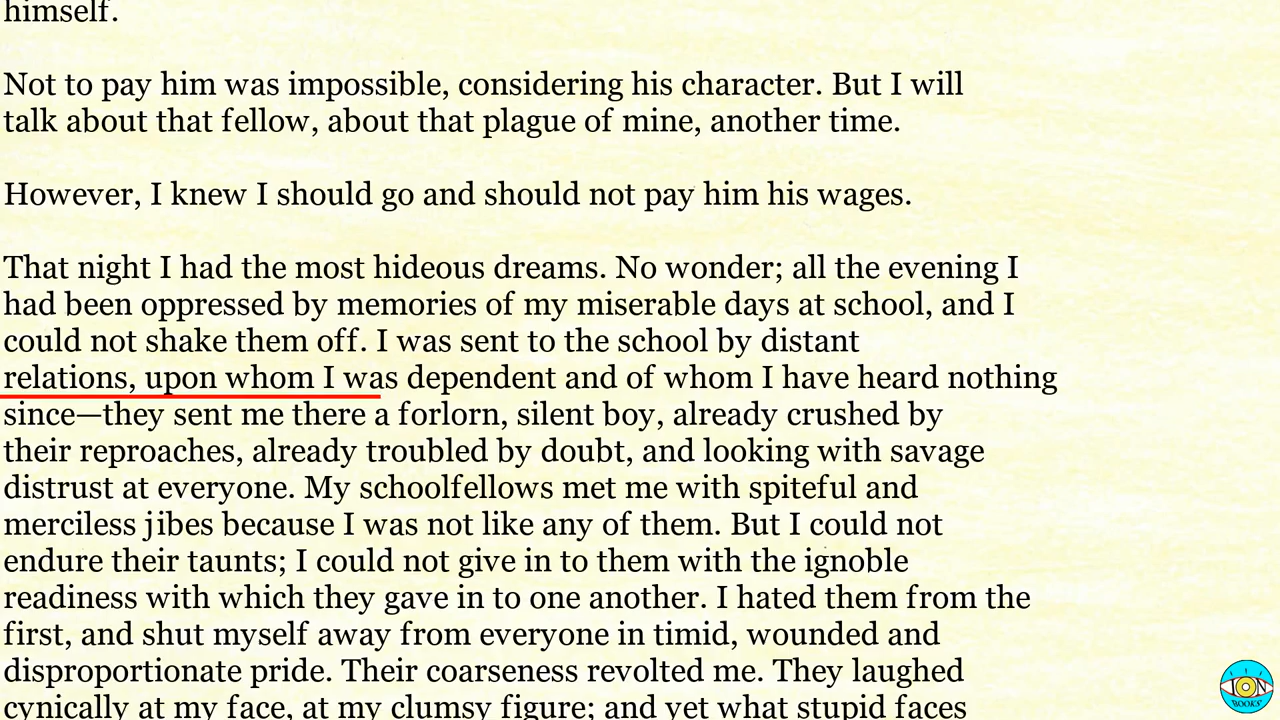 himself.
Not to pay him was impossible, considering his character. But I will
talk about that fellow, about that plague of mine, another time.
However, I knew I should go and should not pay him his wages.
That night I had the most hideous dreams. No wonder; all the evening I
had been oppressed by memories of my miserable days at school, and I
could not shake them off. I was sent to the school by distant
relations, upon whom I was dependent and of whom I have heard nothing
since—they sent me there a forlorn, silent boy, already crushed by
their reproaches, already troubled by doubt, and looking with savage
distrust at everyone. My schoolfellows met me with spiteful and
merciless jibes because I was not like any of them. But I could not
endure their taunts; I could not give in to them with the ignoble
readiness with which they gave in to one another. I hated them from the
first, and shut myself away from everyone in timid, wounded and
disproportionate pride. Their coarseness revolted me. They laughed
cynically at my face, at my clumsy figure; and yet what stupid faces
ION
BOOKS